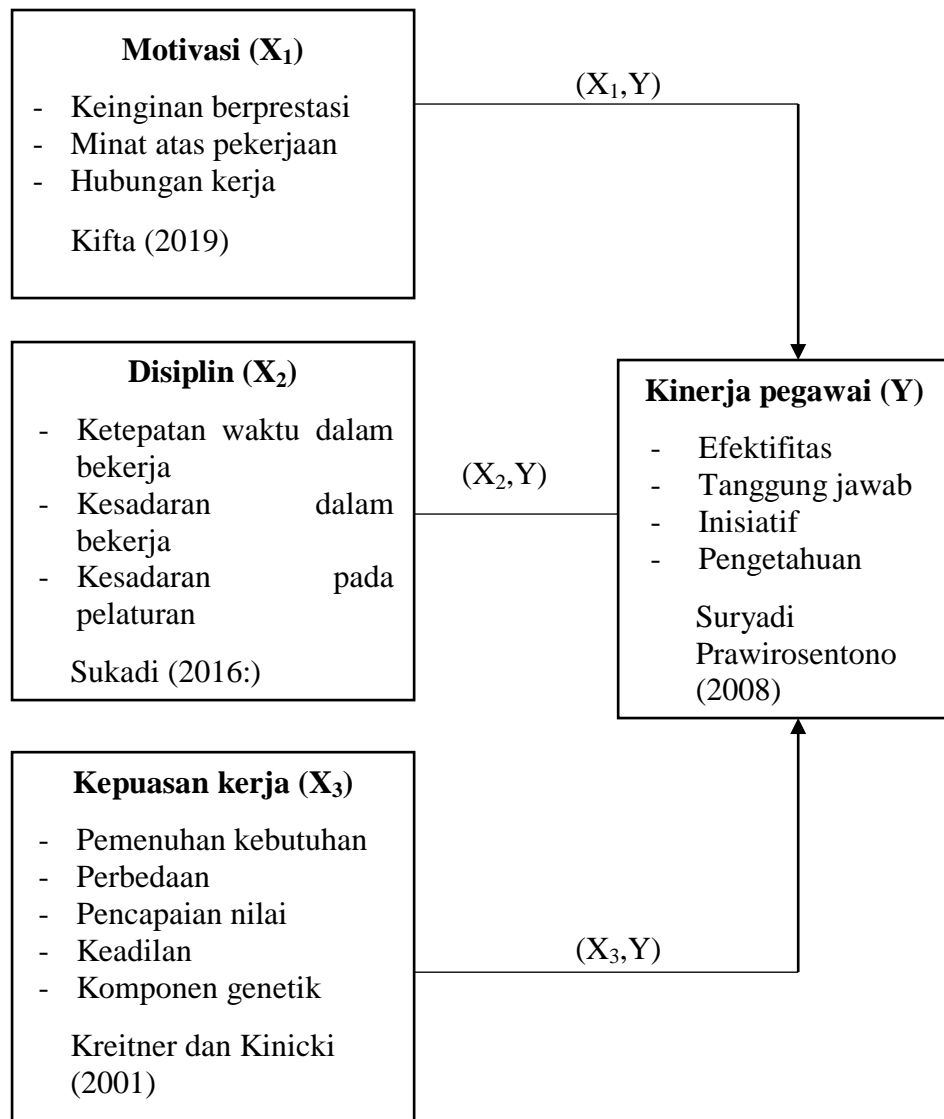 Motivasi (X₁)
- Keinginan berprestasi
- Minat atas pekerjaan
- Hubungan kerja
Kifta (2019)
(X₁,Y)
Disiplin (X₂)
- Ketepatan waktu dalam
bekerja
- Kesadaran dalam
bekerja
- Kesadaran pada
pelaturan
Sukadi (2016:)
(X₂,Y)
Kinerja pegawai (Y)
- Efektifitas
- Tanggung jawab
- Inisiatif
- Pengetahuan
Suryadi
Prawirosentono
(2008)
Kepuasan kerja (X₃)
- Pemenuhan kebutuhan
- Perbedaan
- Pencapaian nilai
- Keadilan
- Komponen genetik
Kreitner dan Kinicki
(2001)
(X₃,Y)